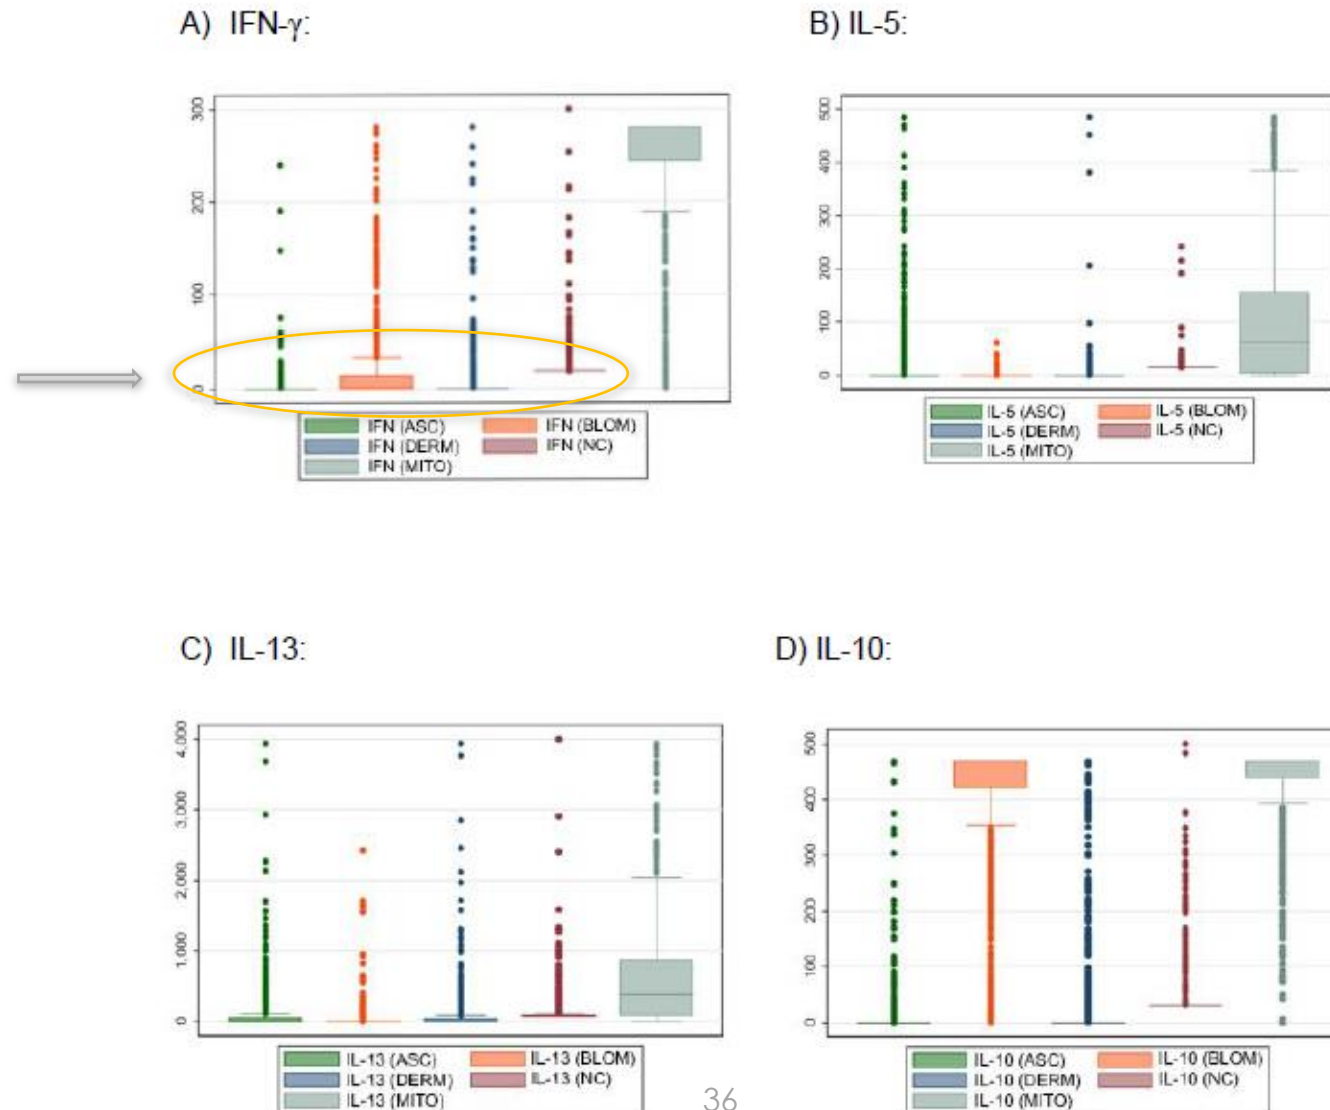 A) IFN-γ:
B) IL-5:
300
200
100
0
IFN (ASC) IFN (BLOM)
IFN (DERM) IFN (NC)
IFN (MITO)
500
400
300
200
100
0
IL-5 (ASC) IL-5 (BLOM)
IL-5 (DERM) IL-5 (NC)
IL-5 (MITO)
C) IL-13:
D) IL-10:
4,000
3,000
2,000
1,000
0
IL-13 (ASC) IL-13 (BLOM)
IL-13 (DERM) IL-13 (NC)
IL-13 (MITO)
500
400
300
200
100
0
IL-10 (ASC) IL-10 (BLOM)
IL-10 (DERM) IL-10 (NC)
IL-10 (MITO)
36